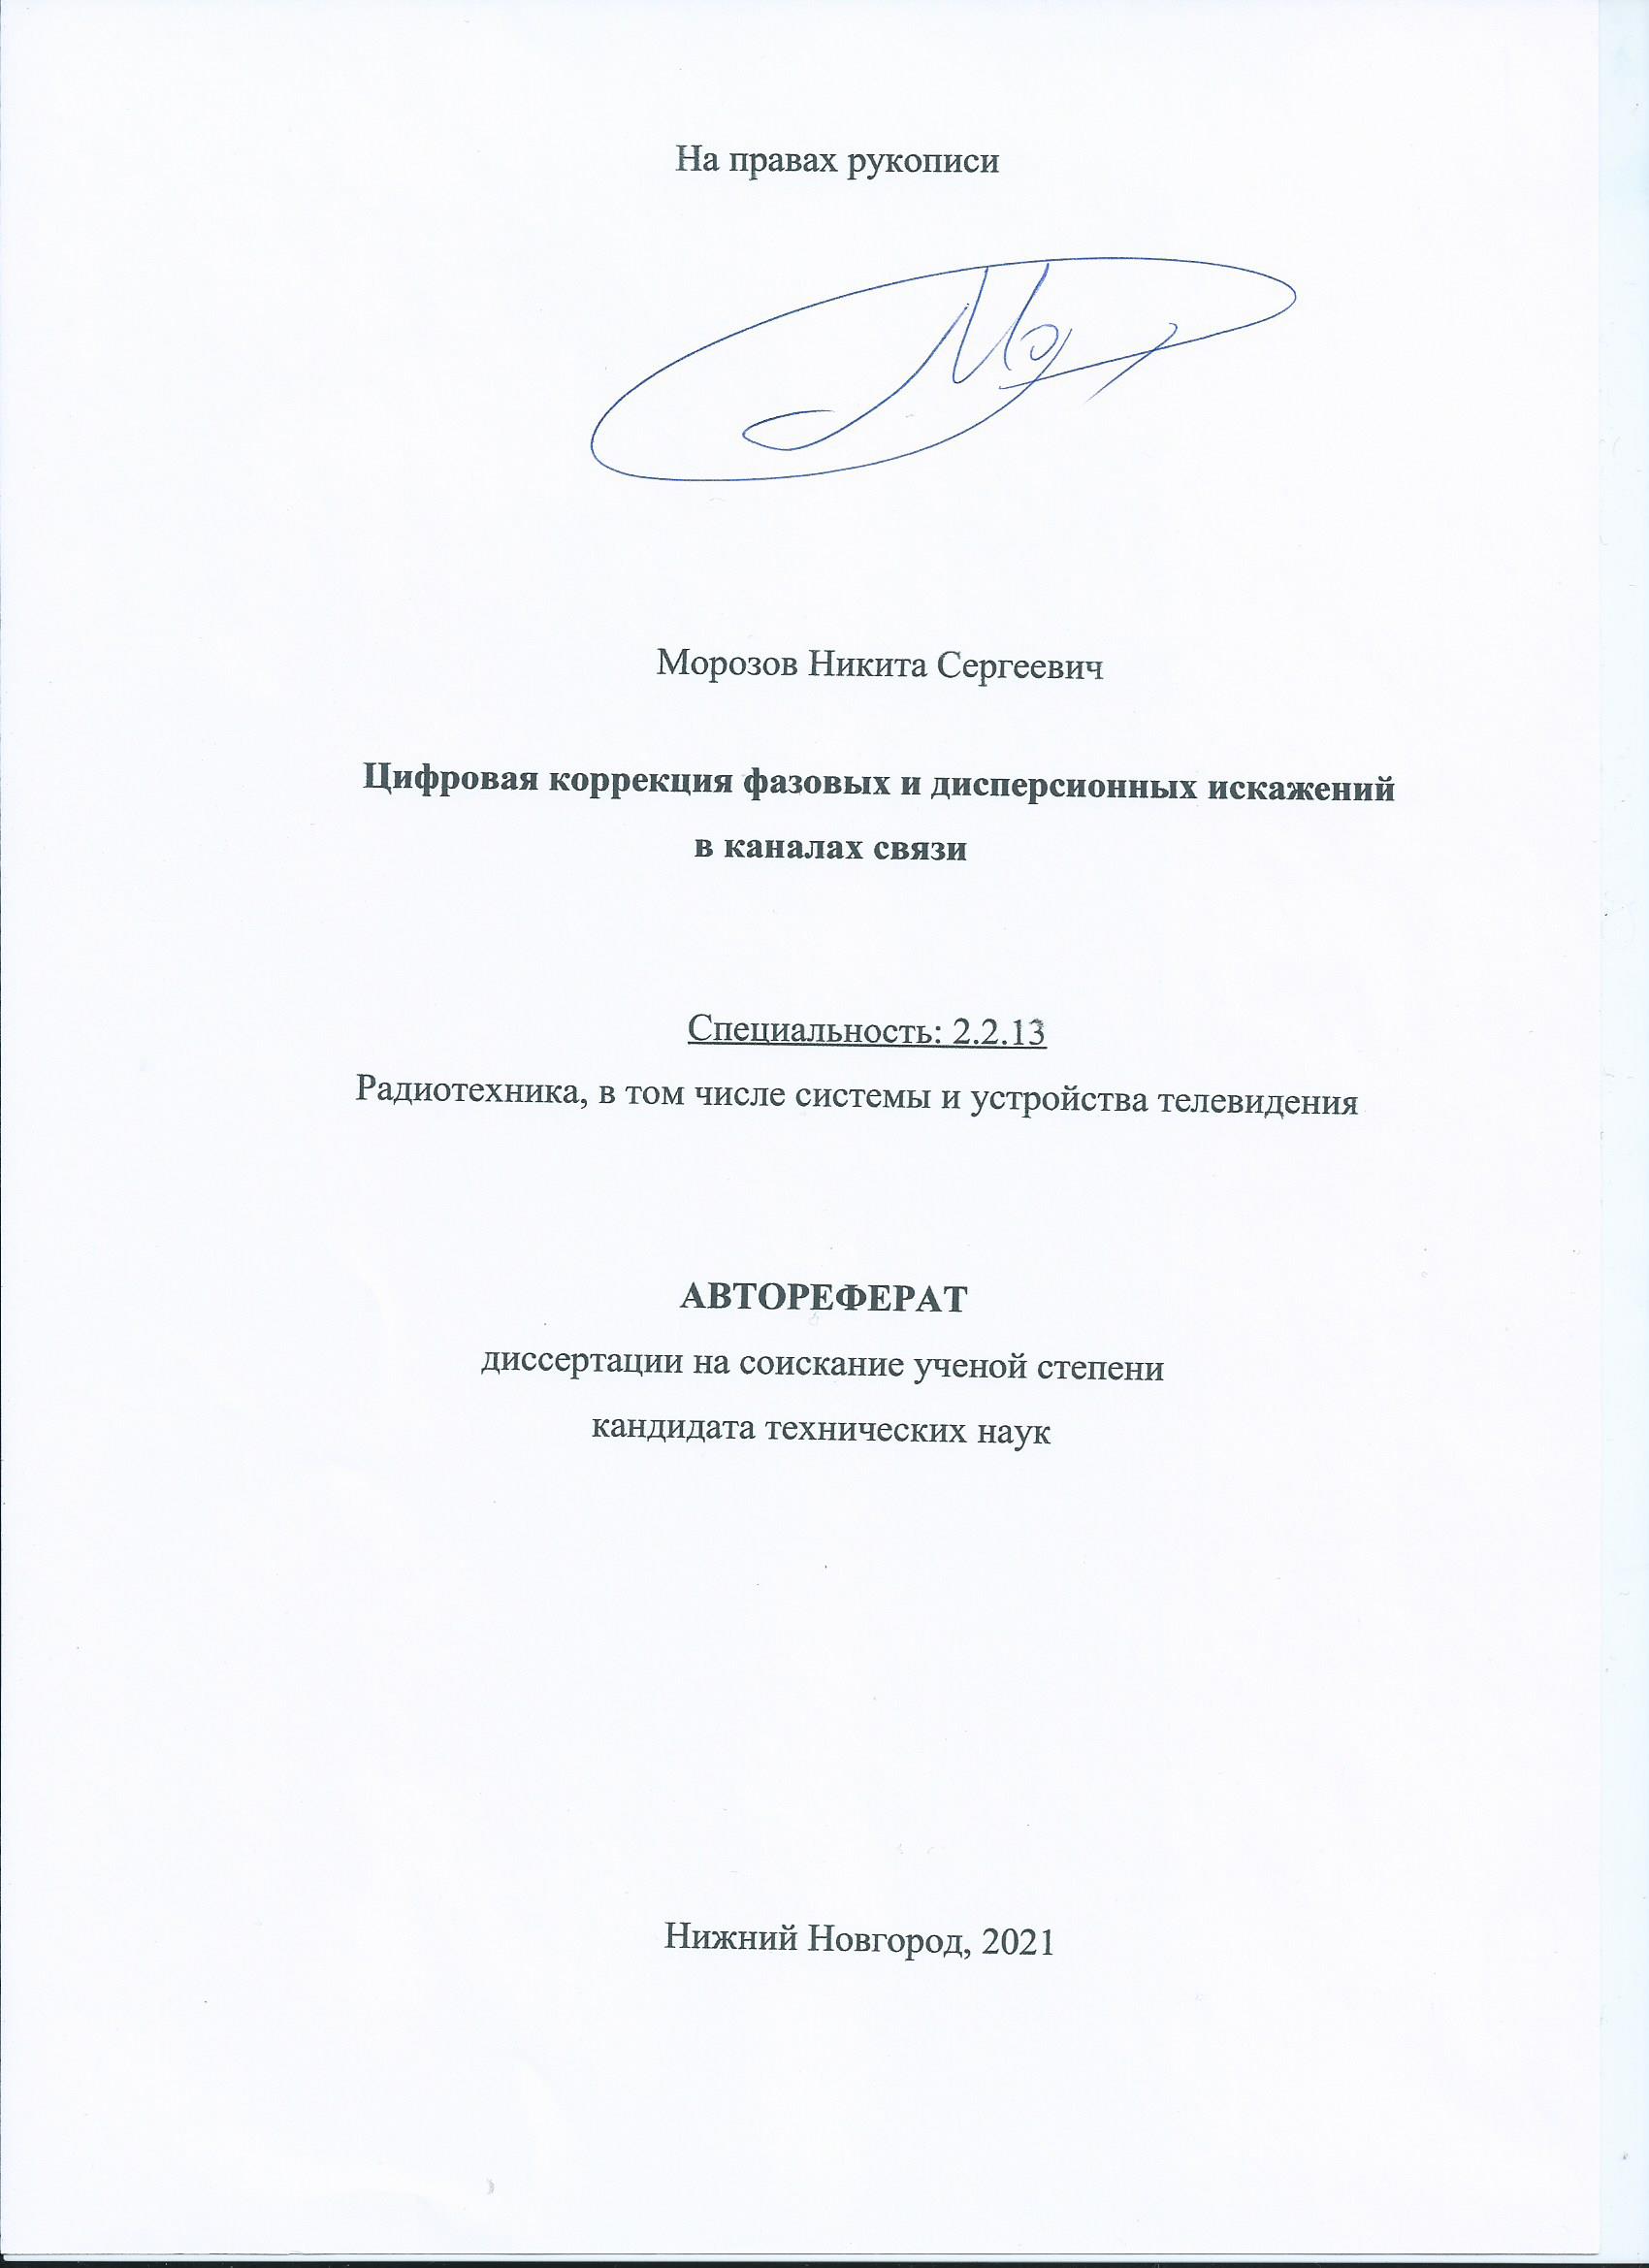 На правах рукописи
Морозов Никита Сергеевич
Цифровая коррекция фазовых и дисперсионных искажений
в каналах связи
Специальность: 2.2.13
Радиотехника, в том числе системы и устройства телевидения
АВТОРЕФЕРАТ
диссертации на соискание ученой степени
кандидата технических наук
Нижний Новгород, 2021